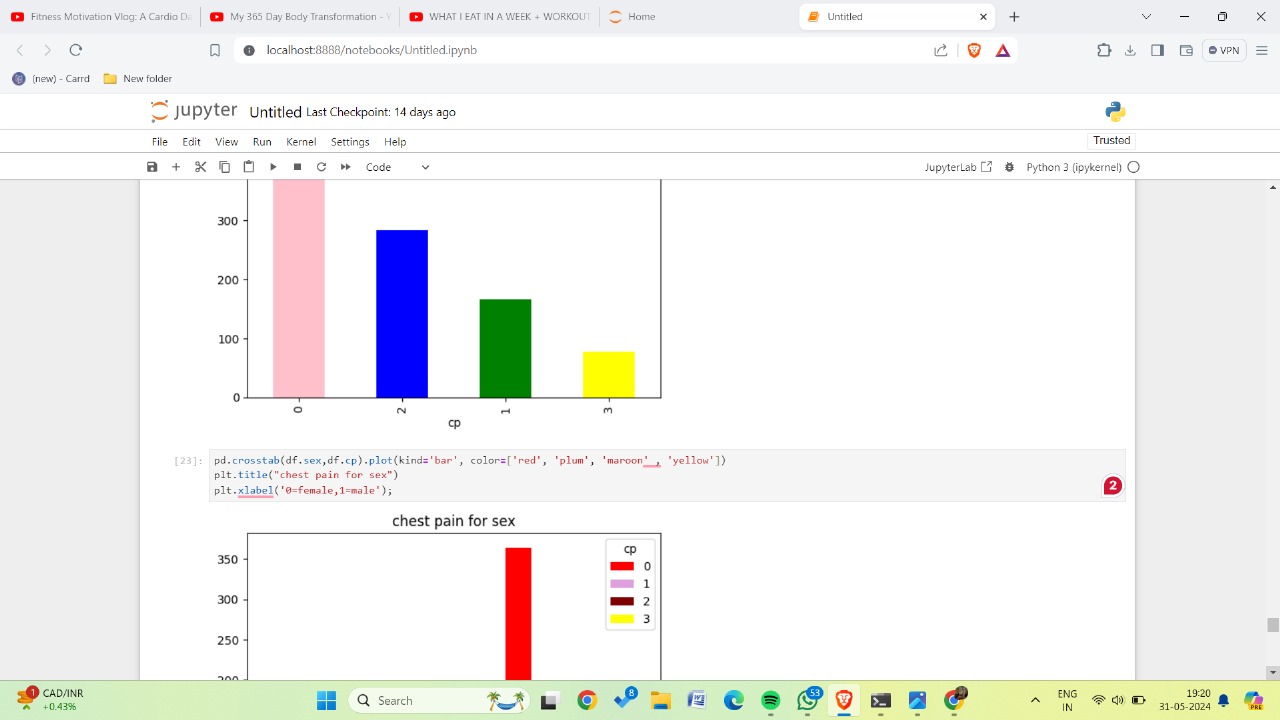 Fitness Motivation Vlog: A Cardio Da
My 365 Day Body Transformation - Y
WHAT I EAT IN A WEEK + WORKOUT
Home
Untitled
localhost:8888/notebooks/Untitled.ipynb
VPN
(new) - Carrd
New folder
jupyter Untitled Last Checkpoint: 14 days ago
File Edit View Run Kernel Settings Help
Trusted
Code
JupyterLab
Python 3 (ipykernel)
300
200
100
0
0 2 1 3
cp
[23]:
pd.crosstab(df.sex,df.cp).plot(kind='bar', color=['red', 'plum', 'maroon' , 'yellow'])
plt.title("chest pain for sex")
plt.xlabel('0=female,1=male');
2
chest pain for sex
350
300
250
200
cp
0
1
2
3
1
CAD/INR
+0.43%
Search
8
53
ENG
IN
19:20
31-05-2024
PRE